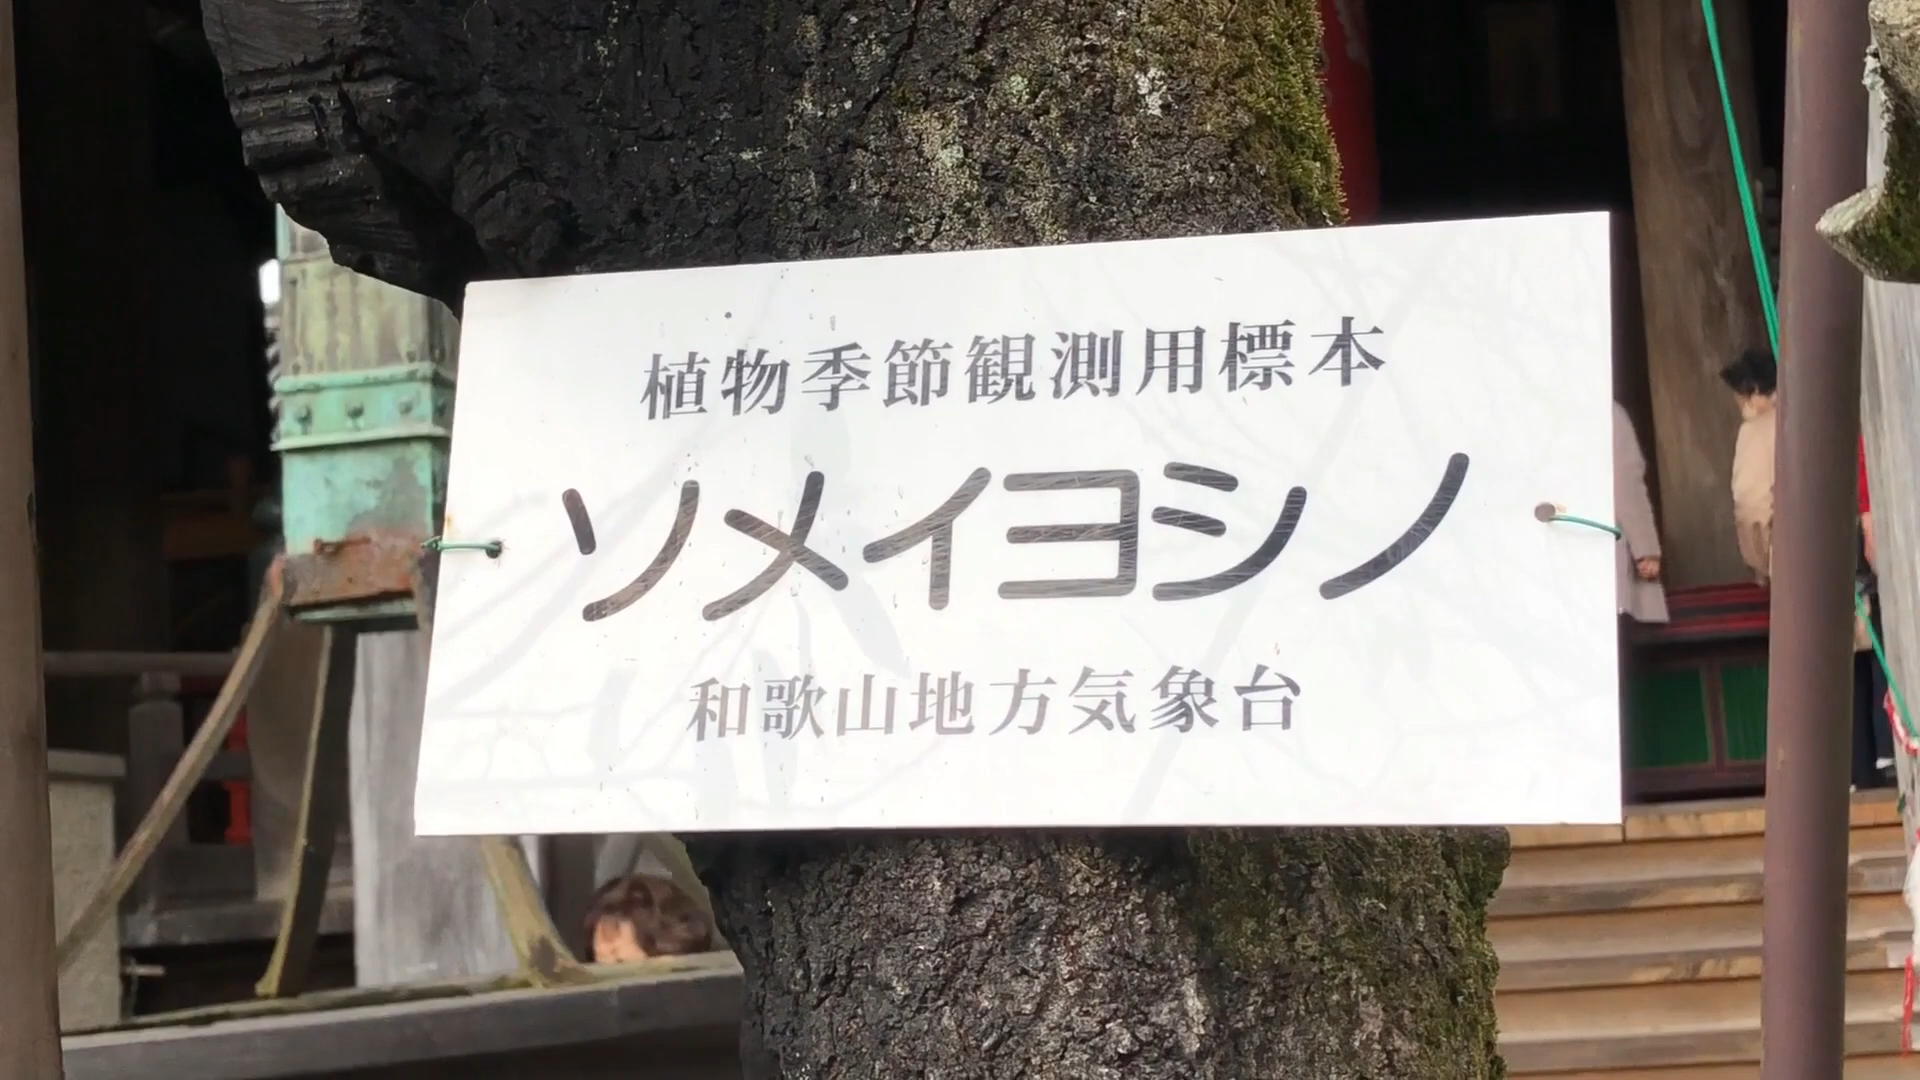 植物季節観測用標本
ソメイヨシノ
和歌山地方気象台